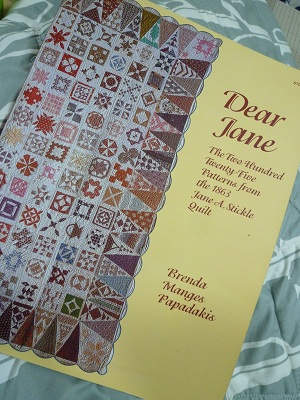 Dear
Jane
The Two Hundred
Twenty-Five
Patterns from
the 1863
Jane A. Stickle
Quilt
Brenda
Manges
Papadakis